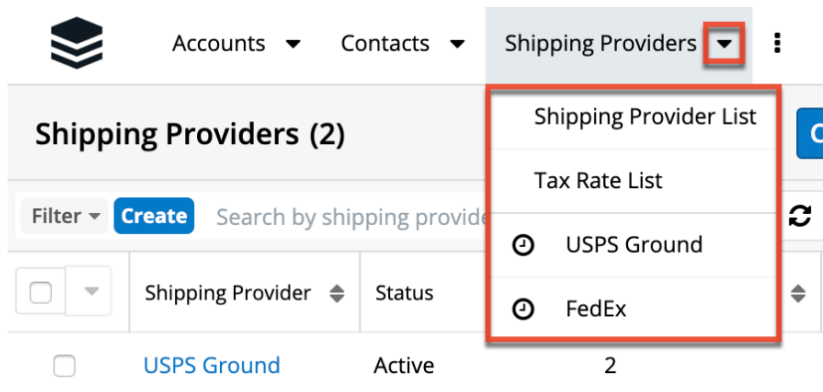 Accounts Contacts Shipping Providers
Shipping Providers (2)
Shipping Provider List
Tax Rate List
Filter Create Search by shipping provide
USPS Ground
FedEx
Shipping Provider Status
USPS Ground Active 2